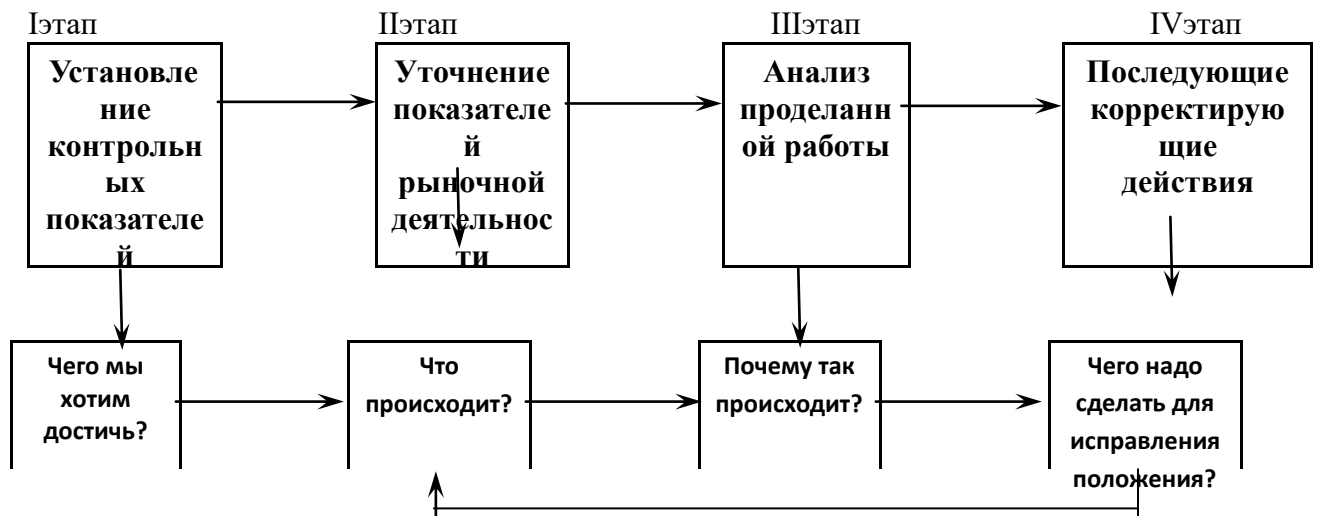 Iэтап
IIэтап
IIIэтап
IVэтап
Установле
ние
контрольн
ых
показателе
й
Уточнение
показателе
й
рыночной
деятельнос
ти
Анализ
проделанн
ой работы
Последующие
корректирую
щие
действия
Чего мы
хотим
достичь?
Что
происходит?
Почему так
происходит?
Чего надо
сделать для
исправления
положения?